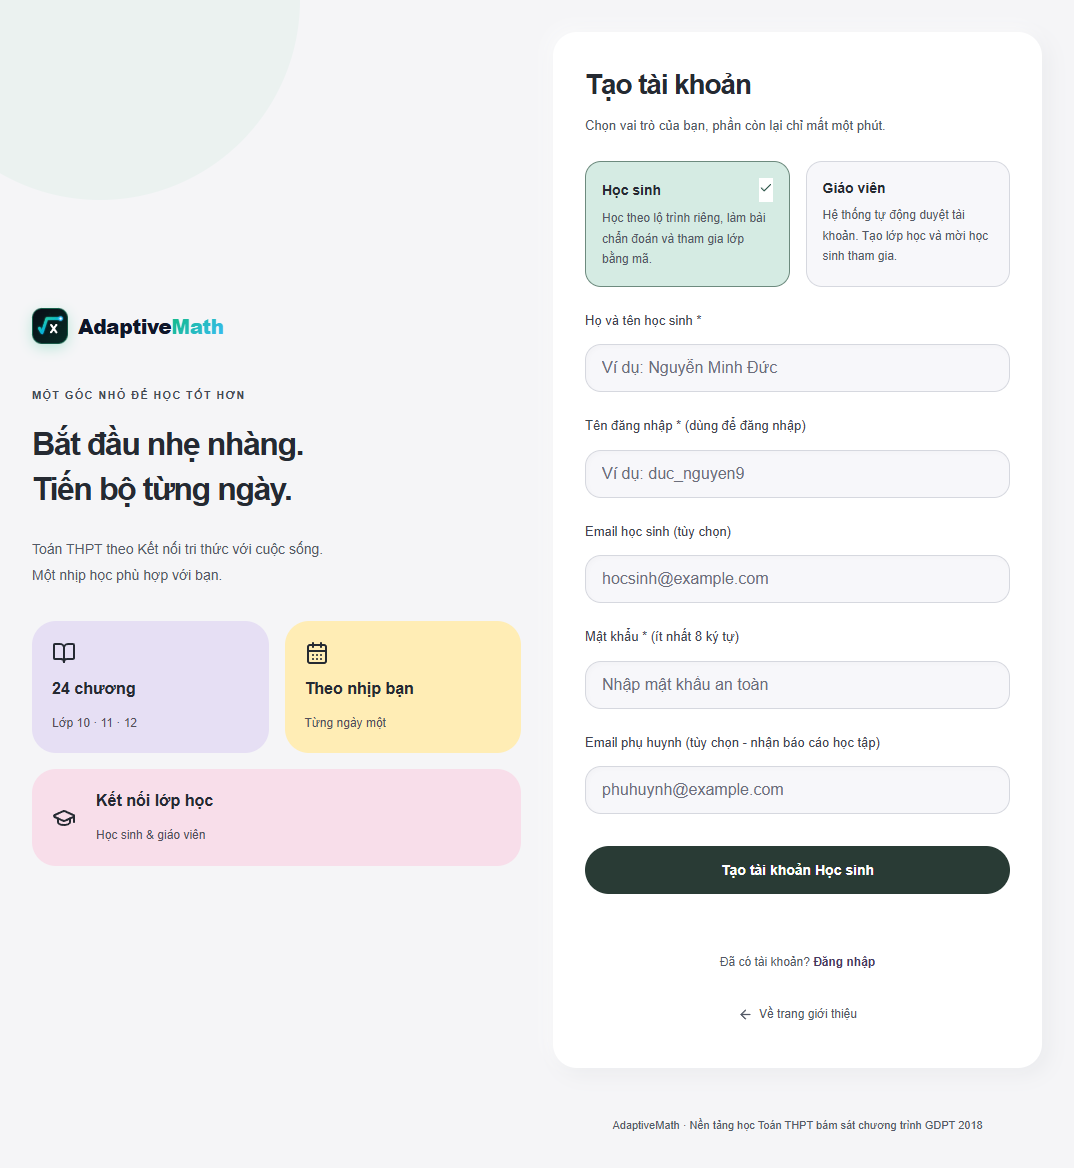 AdaptiveMath
MỘT GÓC NHỎ ĐỂ HỌC TỐT HƠN
Bắt đầu nhẹ nhàng.
Tiến bộ từng ngày.
Toán THPT theo Kết nối tri thức với cuộc sống.
Một nhịp học phù hợp với bạn.
24 chương
Lớp 10 · 11 · 12
Theo nhịp bạn
Từng ngày một
Kết nối lớp học
Học sinh & giáo viên
Tạo tài khoản
Chọn vai trò của bạn, phần còn lại chỉ mất một phút.
Học sinh
Học theo lộ trình riêng, làm bài
chẩn đoán và tham gia lớp
bằng mã.
Giáo viên
Hệ thống tự động duyệt tài
khoản. Tạo lớp học và mời học
sinh tham gia.
Họ và tên học sinh *
Ví dụ: Nguyễn Minh Đức
Tên đăng nhập * (dùng để đăng nhập)
Ví dụ: duc_nguyen9
Email học sinh (tùy chọn)
hocsinh@example.com
Mật khẩu * (ít nhất 8 ký tự)
Nhập mật khẩu an toàn
Email phụ huynh (tùy chọn - nhận báo cáo học tập)
phuhuynh@example.com
Tạo tài khoản Học sinh
Đã có tài khoản? Đăng nhập
← Về trang giới thiệu
AdaptiveMath · Nền tảng học Toán THPT bám sát chương trình GDPT 2018